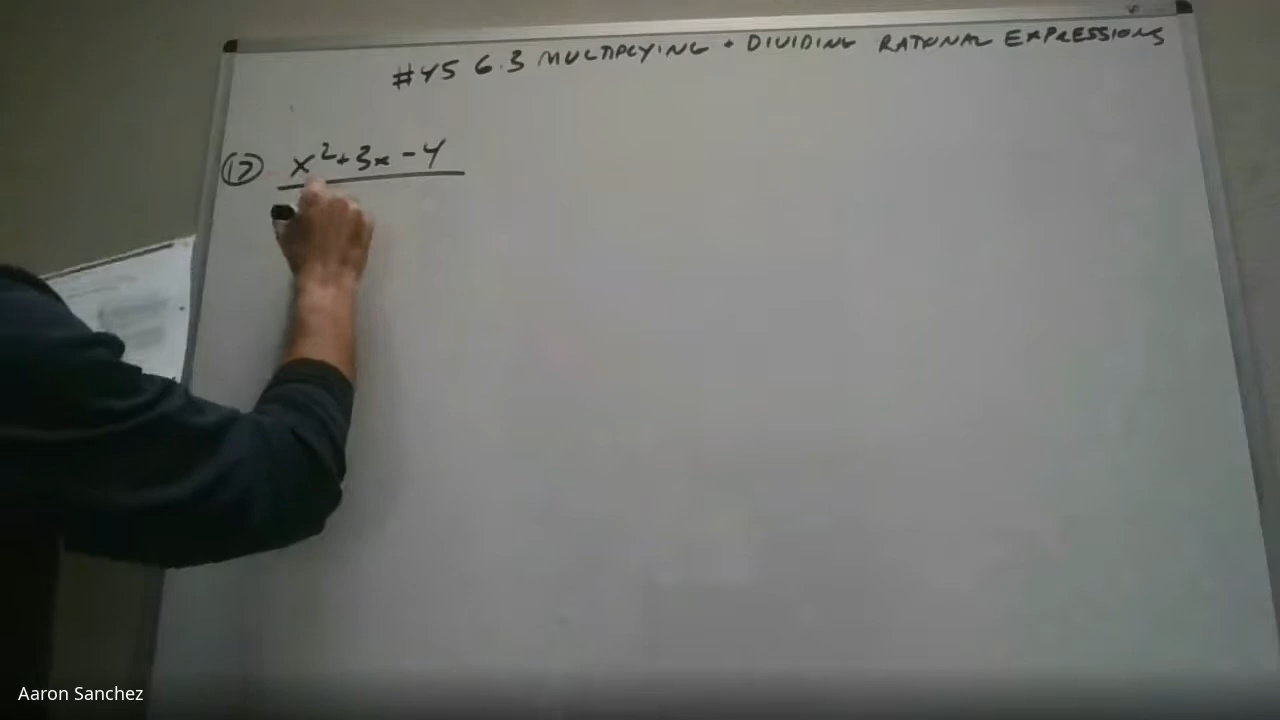 #45 6.3 MULTIPLYING + DIVIDING RATIONAL EXPRESSIONS
17 x²+3x-4
Aaron Sanchez